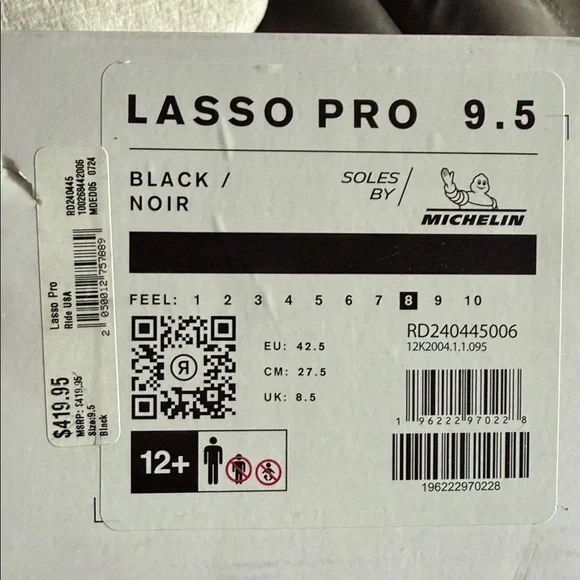 LASSO PRO 9.5
BLACK /
NOIR
SOLES
BY
MICHELIN
FEEL: 1 2 3 4 5 6 7 8 9 10
EU: 42.5
CM: 27.5
UK: 8.5
RD240445006
12K2004.1.1.095
1 96222 97022 8
196222970228
12+
R
RD240445
100268442006
MDED05 0724
2 050012 757889
Lasso Pro
Ride USA
$419.95
MSRP: $419.95
Size:9.5
Black